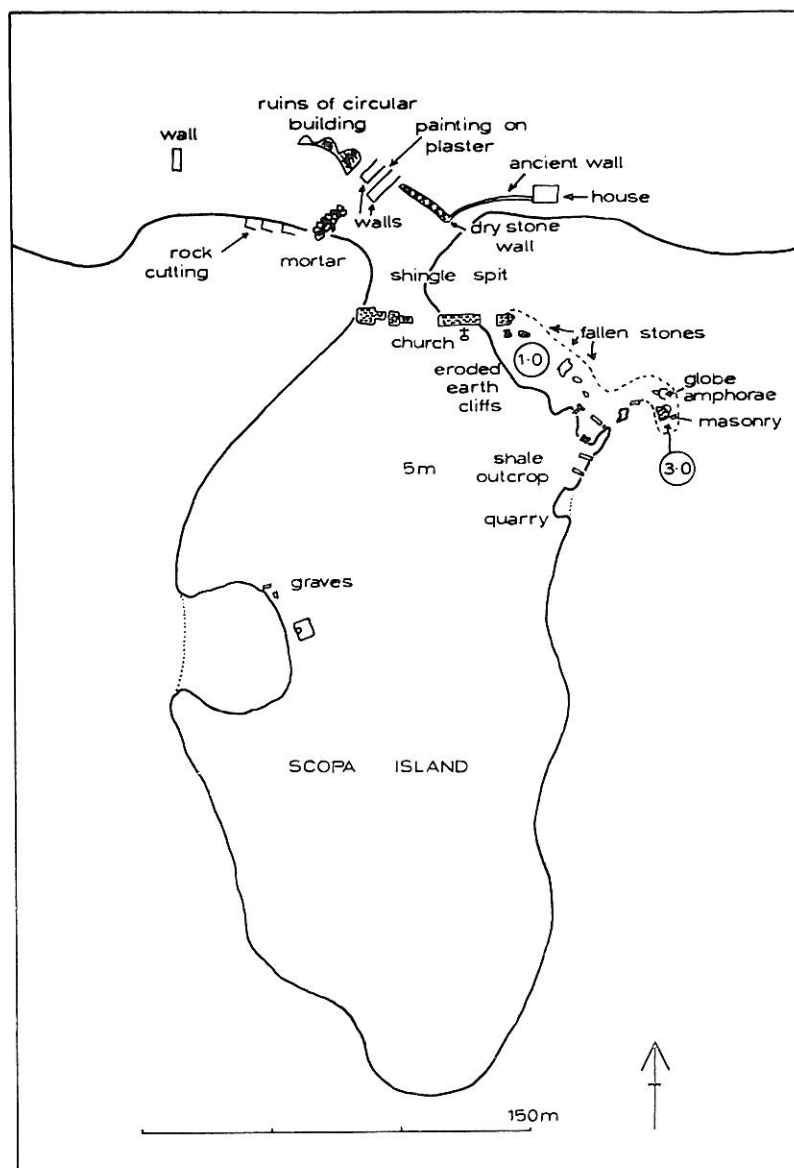 ruins of circular
building
painting on
plaster
wall
ancient wall
house
walls
dry stone
wall
rock
cutting
mortar
shingle spit
church
fallen stones
1·0
eroded
earth
cliffs
globe
amphorae
masonry
3·0
5m
shale
outcrop
quarry
graves
SCOPA ISLAND
150m